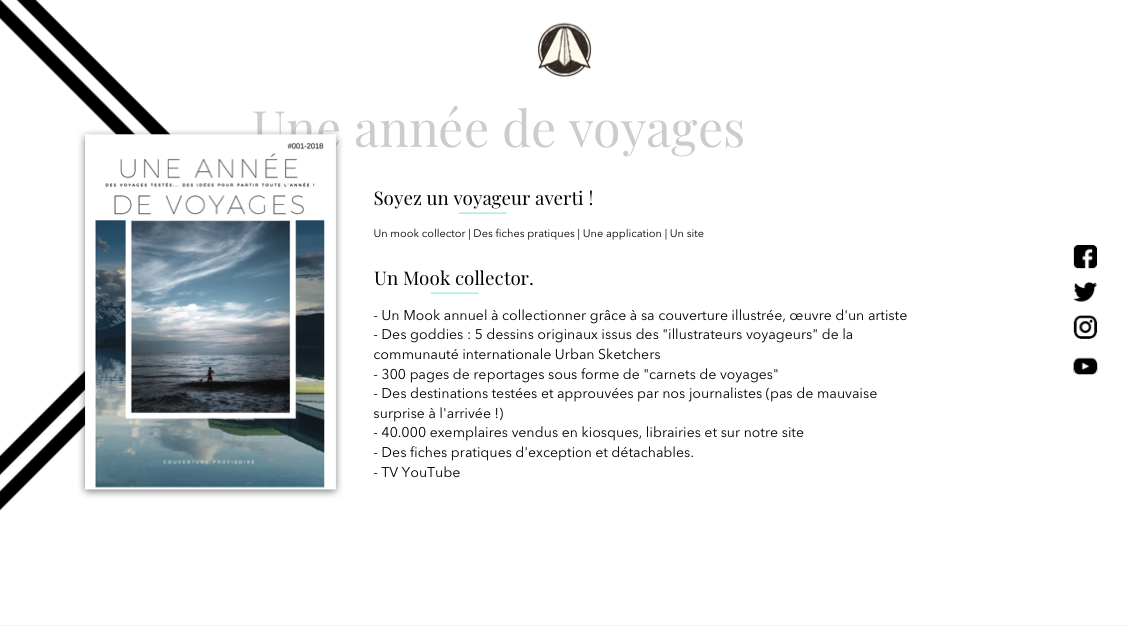 Une année de voyages
#001-2018
UNE ANNÉE
DES VOYAGES TESTÉS... DES IDÉES POUR PARTIR TOUTE L'ANNÉE !
DE VOYAGES
COUVERTURE PROVISOIRE
Soyez un voyageur averti !
Un mook collector | Des fiches pratiques | Une application | Un site
Un Mook collector.
- Un Mook annuel à collectionner grâce à sa couverture illustrée, œuvre d'un artiste
- Des goddies : 5 dessins originaux issus des "illustrateurs voyageurs" de la
communauté internationale Urban Sketchers
- 300 pages de reportages sous forme de "carnets de voyages"
- Des destinations testées et approuvées par nos journalistes (pas de mauvaise
surprise à l'arrivée !)
- 40.000 exemplaires vendus en kiosques, librairies et sur notre site
- Des fiches pratiques d'exception et détachables.
- TV YouTube